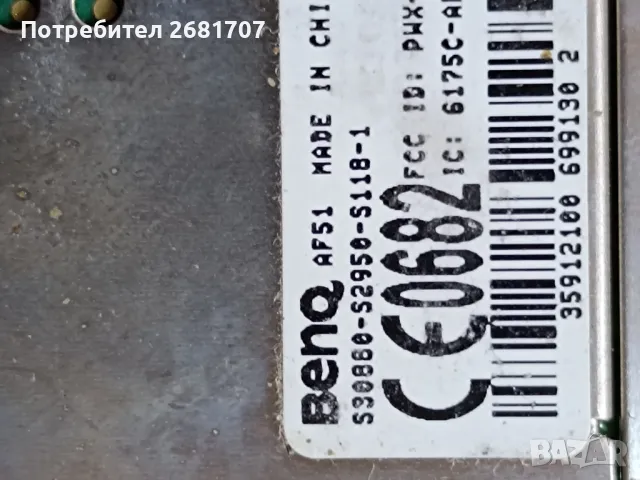 Потребител 2681707
BenQ AF51 MADE IN CHI
S30880-S2950-S118-1
CE0682
FCC ID: PWX-
IC: 6175C-A
35912100 699130 2
BAZAR